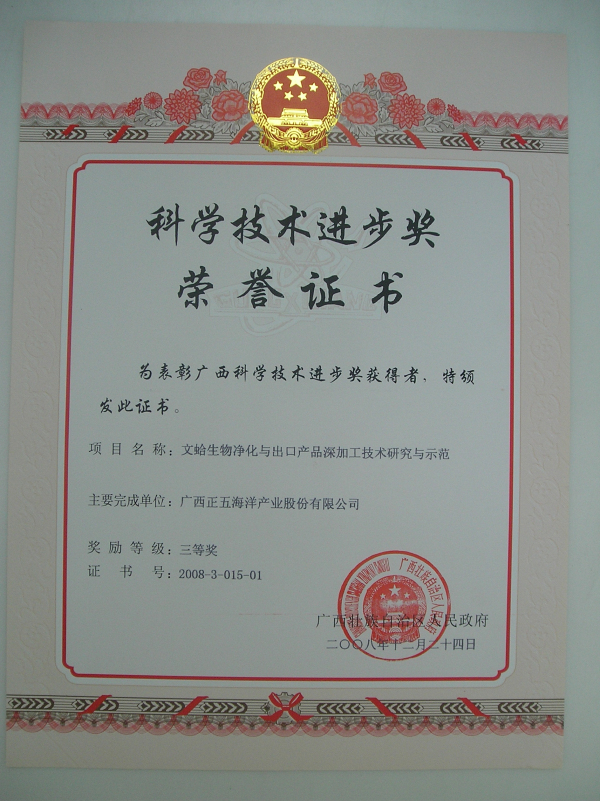 科学技术进步奖
荣誉证书
为表彰广西科学技术进步奖获得者，特颁
发此证书。
项目名称：文蛤生物净化与出口产品深加工技术研究与示范
主要完成单位：广西正五海洋产业股份有限公司
奖励等级：三等奖
证书号：2008-3-015-01
广西壮族自治区人民政府
二〇〇八年十二月二十四日